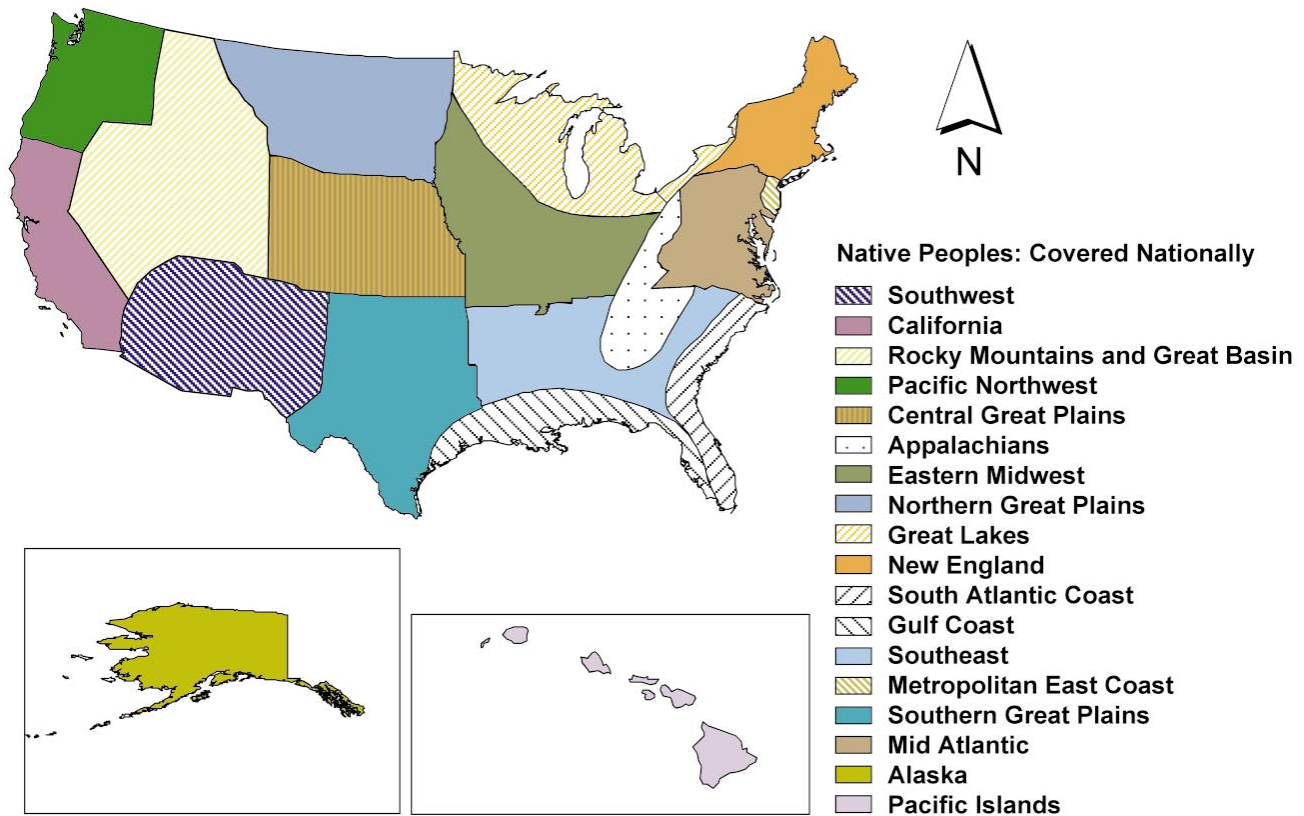 N
Native Peoples: Covered Nationally
Southwest
California
Rocky Mountains and Great Basin
Pacific Northwest
Central Great Plains
Appalachians
Eastern Midwest
Northern Great Plains
Great Lakes
New England
South Atlantic Coast
Gulf Coast
Southeast
Metropolitan East Coast
Southern Great Plains
Mid Atlantic
Alaska
Pacific Islands